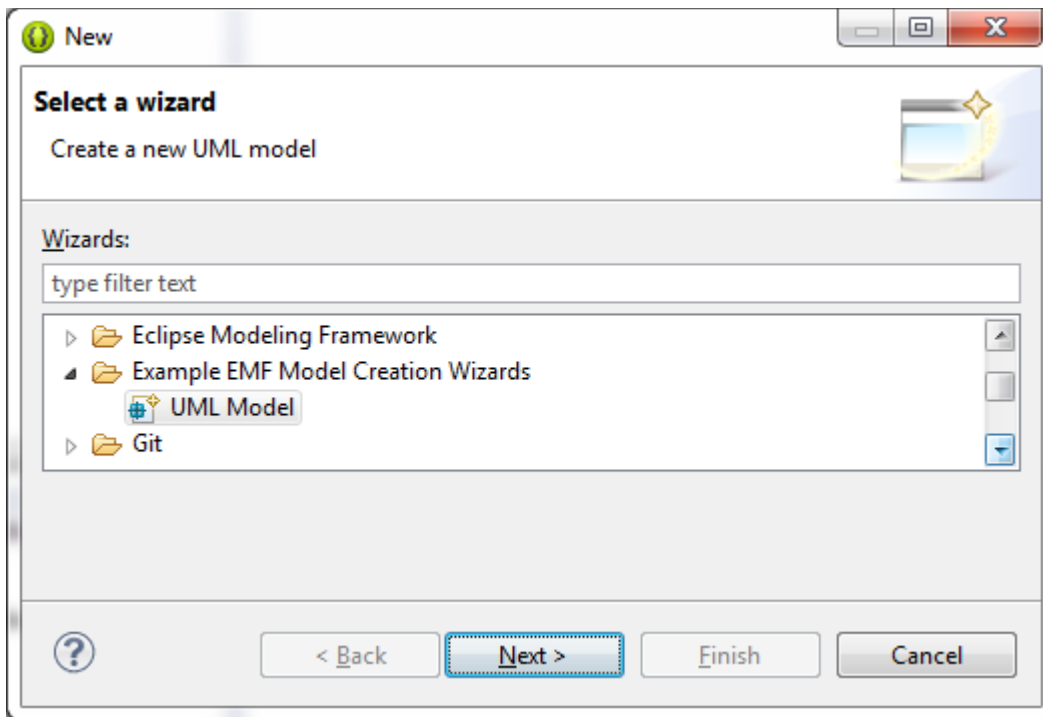 New
Select a wizard
Create a new UML model
Wizards:
type filter text
Eclipse Modeling Framework
Example EMF Model Creation Wizards
UML Model
Git
< Back Next > Finish Cancel